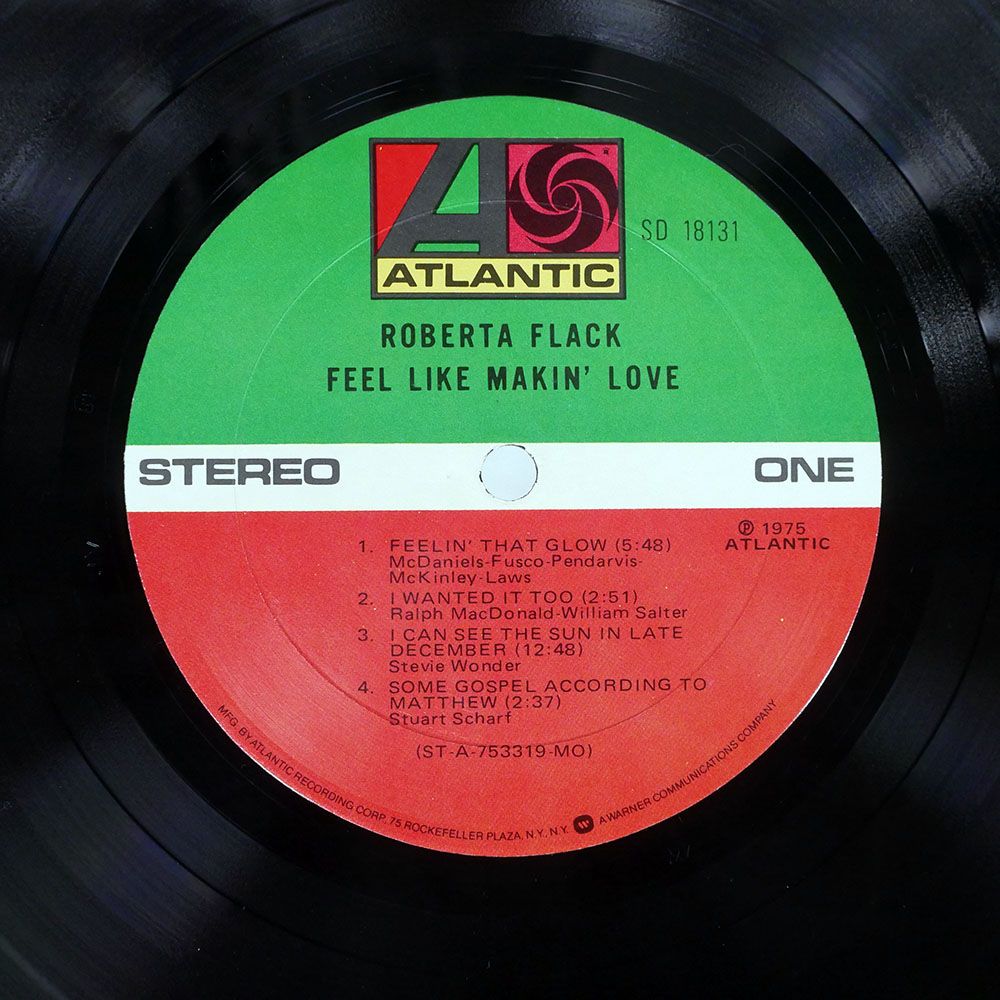 SD 18131
ATLANTIC
ROBERTA FLACK
FEEL LIKE MAKIN' LOVE
STEREO
ONE
℗ 1975
ATLANTIC
1. FEELIN' THAT GLOW (5:48)
McDaniels-Fusco-Pendarvis-
McKinley-Laws
2. I WANTED IT TOO (2:51)
Ralph MacDonald-William Salter
3. I CAN SEE THE SUN IN LATE
DECEMBER (12:48)
Stevie Wonder
4. SOME GOSPEL ACCORDING TO
MATTHEW (2:37)
Stuart Scharf
(ST-A-753319-MO)
MFG. BY ATLANTIC RECORDING CORP. 75 ROCKEFELLER PLAZA, N.Y., N.Y. A WARNER COMMUNICATIONS COMPANY